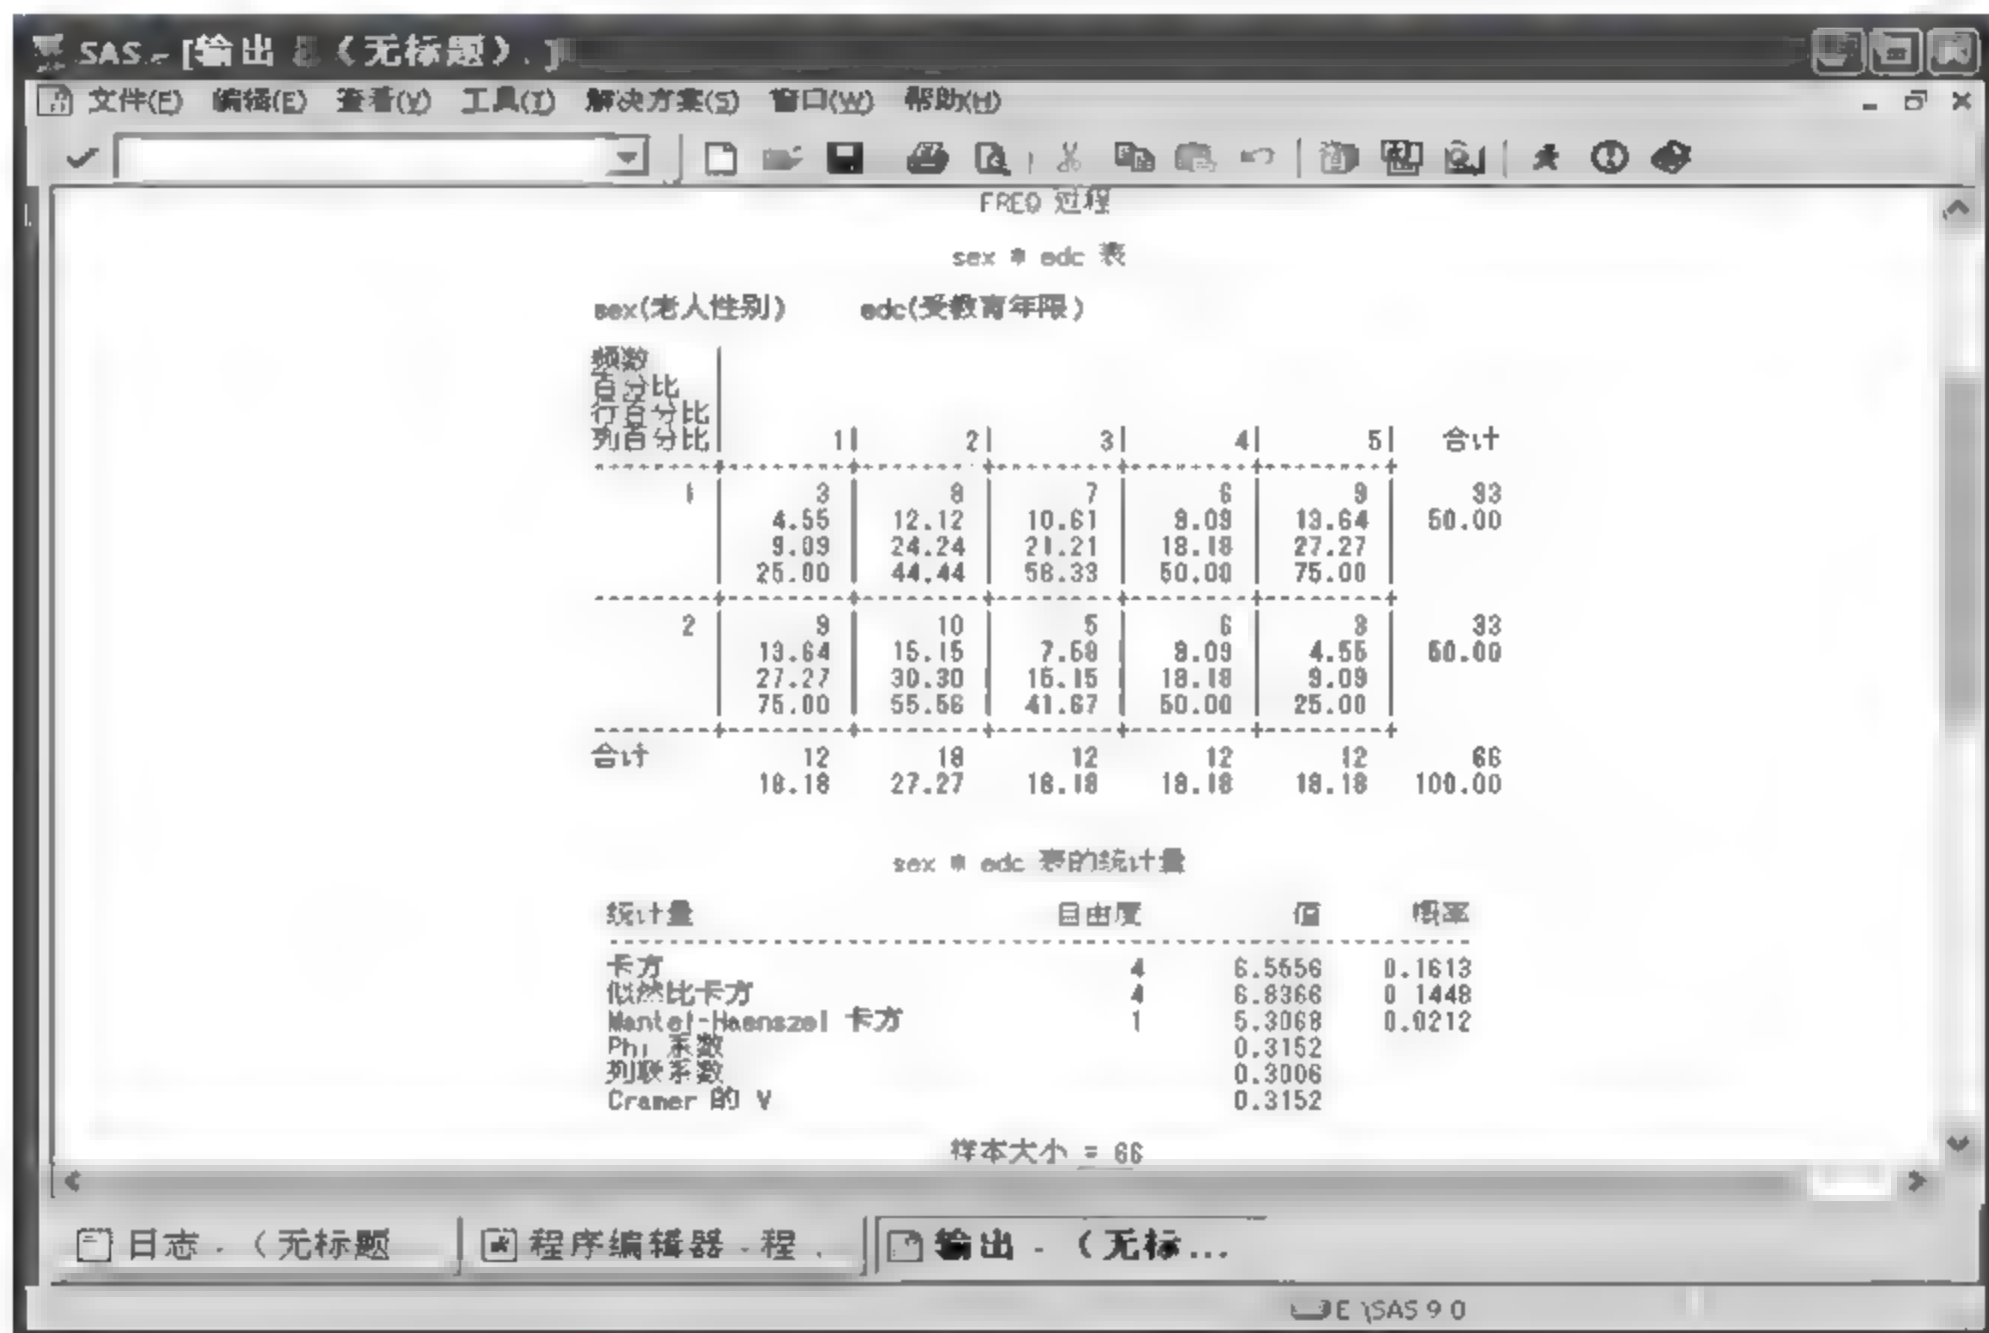 SAS - [输出 - （无标题）]
文件(F) 编辑(E) 查看(V) 工具(T) 解决方案(S) 窗口(W) 帮助(H)
FREQ 过程
sex * edc 表
sex(老人性别) edc(受教育年限)
频数
百分比
行百分比
列百分比 1 2 3 4 5 合计
1 3 8 7 6 9 33
4.55 12.12 10.61 9.09 13.64 50.00
9.09 24.24 21.21 18.18 27.27
25.00 44.44 58.33 50.00 75.00
2 9 10 5 6 3 33
13.64 15.15 7.58 9.09 4.55 50.00
27.27 30.30 15.15 18.18 9.09
75.00 55.56 41.67 50.00 25.00
合计 12 18 12 12 12 66
18.18 27.27 18.18 18.18 18.18 100.00
sex * edc 表的统计量
统计量 自由度 值 概率
卡方 4 6.5556 0.1613
似然比卡方 4 6.8366 0.1448
Mantel-Haenszel 卡方 1 5.3068 0.0212
Phi 系数 0.3152
列联系数 0.3006
Cramer 的 V 0.3152
样本大小 = 66
日志 - （无标题 程序编辑器 - 程 输出 - （无标...
E:\SAS 9 0